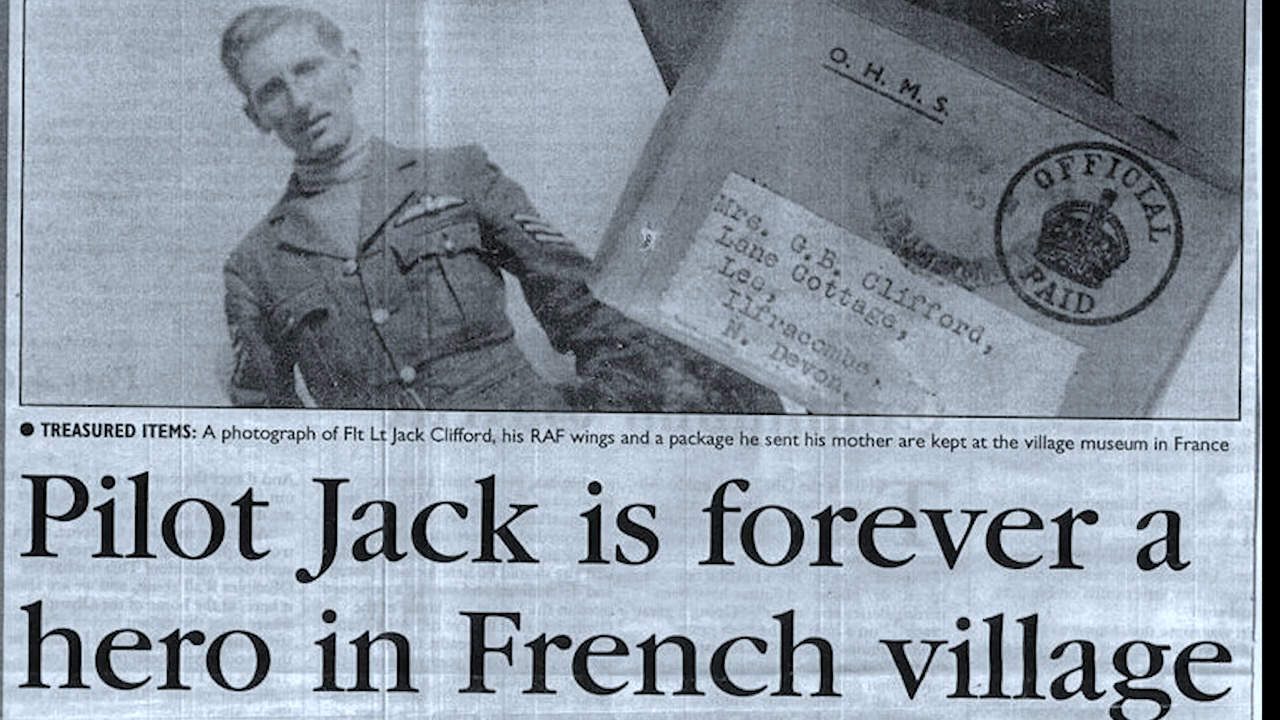 O. H. M. S.
OFFICIAL
PAID
Mrs. G.B. Clifford,
Lane Cottage,
Lee,
Ilfracombe,
N. Devon.
● TREASURED ITEMS: A photograph of Flt Lt Jack Clifford, his RAF wings and a package he sent his mother are kept at the village museum in France
Pilot Jack is forever a
hero in French village